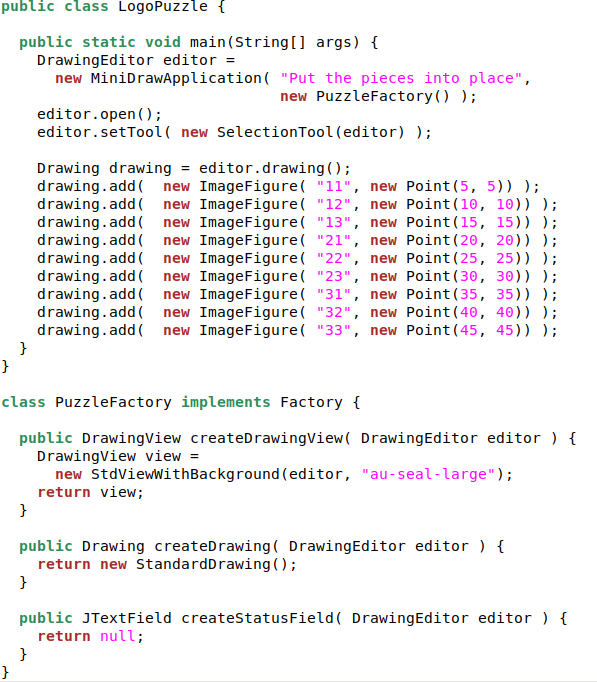 public class LogoPuzzle {

  public static void main(String[] args) {
    DrawingEditor editor =
      new MiniDrawApplication( "Put the pieces into place",
                               new PuzzleFactory() );
    editor.open();
    editor.setTool( new SelectionTool(editor) );

    Drawing drawing = editor.drawing();
    drawing.add(  new ImageFigure( "11", new Point(5, 5)) );
    drawing.add(  new ImageFigure( "12", new Point(10, 10)) );
    drawing.add(  new ImageFigure( "13", new Point(15, 15)) );
    drawing.add(  new ImageFigure( "21", new Point(20, 20)) );
    drawing.add(  new ImageFigure( "22", new Point(25, 25)) );
    drawing.add(  new ImageFigure( "23", new Point(30, 30)) );
    drawing.add(  new ImageFigure( "31", new Point(35, 35)) );
    drawing.add(  new ImageFigure( "32", new Point(40, 40)) );
    drawing.add(  new ImageFigure( "33", new Point(45, 45)) );
  }
}

class PuzzleFactory implements Factory {

  public DrawingView createDrawingView( DrawingEditor editor ) {
    DrawingView view =
      new StdViewWithBackground(editor, "au-seal-large");
    return view;
  }

  public Drawing createDrawing( DrawingEditor editor ) {
    return new StandardDrawing();
  }

  public JTextField createStatusField( DrawingEditor editor ) {
    return null;
  }
}